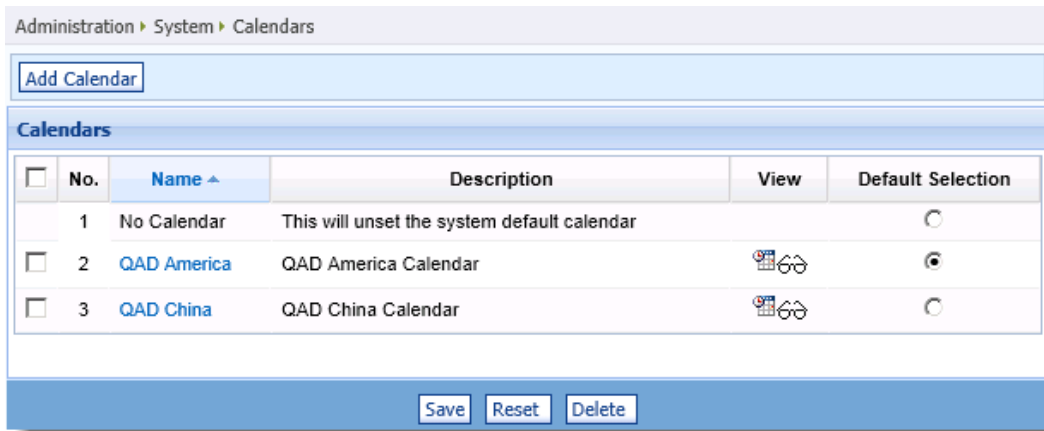 Administration System Calendars
Add Calendar
Calendars
No. Name Description View Default Selection
1 No Calendar This will unset the system default calendar
2 QAD America QAD America Calendar
3 QAD China QAD China Calendar
Save Reset Delete